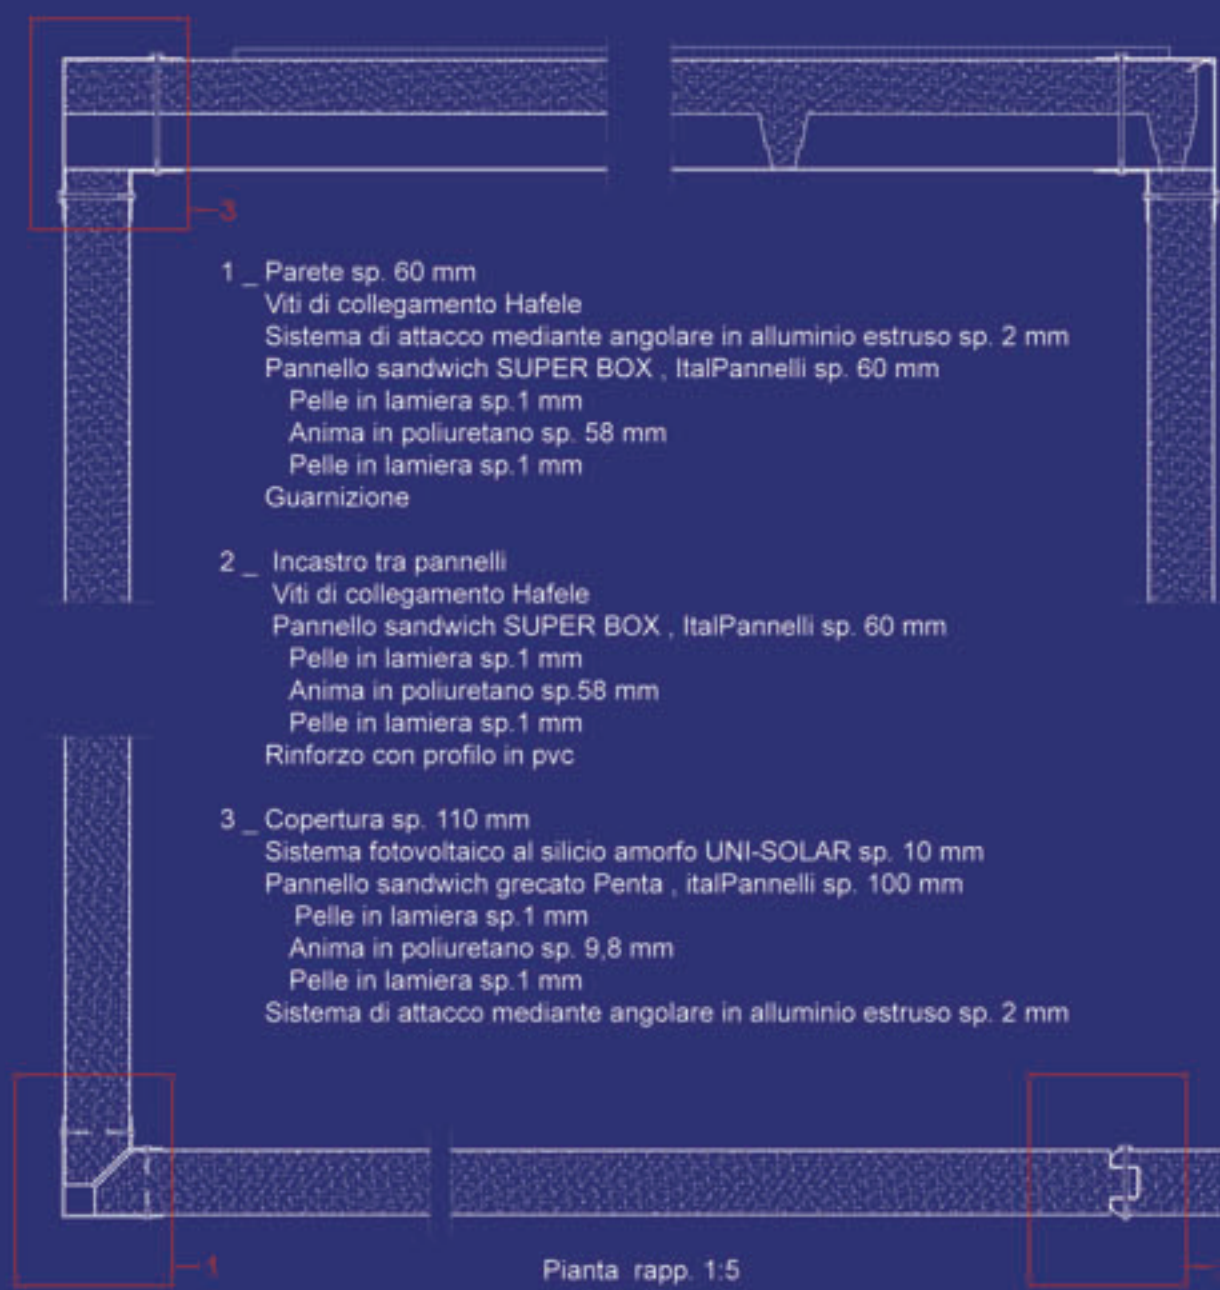 3
1 _ Parete sp. 60 mm
Viti di collegamento Hafele
Sistema di attacco mediante angolare in alluminio estruso sp. 2 mm
Pannello sandwich SUPER BOX , ItalPannelli sp. 60 mm
Pelle in lamiera sp.1 mm
Anima in poliuretano sp. 58 mm
Pelle in lamiera sp.1 mm
Guarnizione
2 _ Incastro tra pannelli
Viti di collegamento Hafele
Pannello sandwich SUPER BOX , ItalPannelli sp. 60 mm
Pelle in lamiera sp.1 mm
Anima in poliuretano sp.58 mm
Pelle in lamiera sp.1 mm
Rinforzo con profilo in pvc
3 _ Copertura sp. 110 mm
Sistema fotovoltaico al silicio amorfo UNI-SOLAR sp. 10 mm
Pannello sandwich grecato Penta , italPannelli sp. 100 mm
Pelle in lamiera sp.1 mm
Anima in poliuretano sp. 9,8 mm
Pelle in lamiera sp.1 mm
Sistema di attacco mediante angolare in alluminio estruso sp. 2 mm
1
Pianta rapp. 1:5